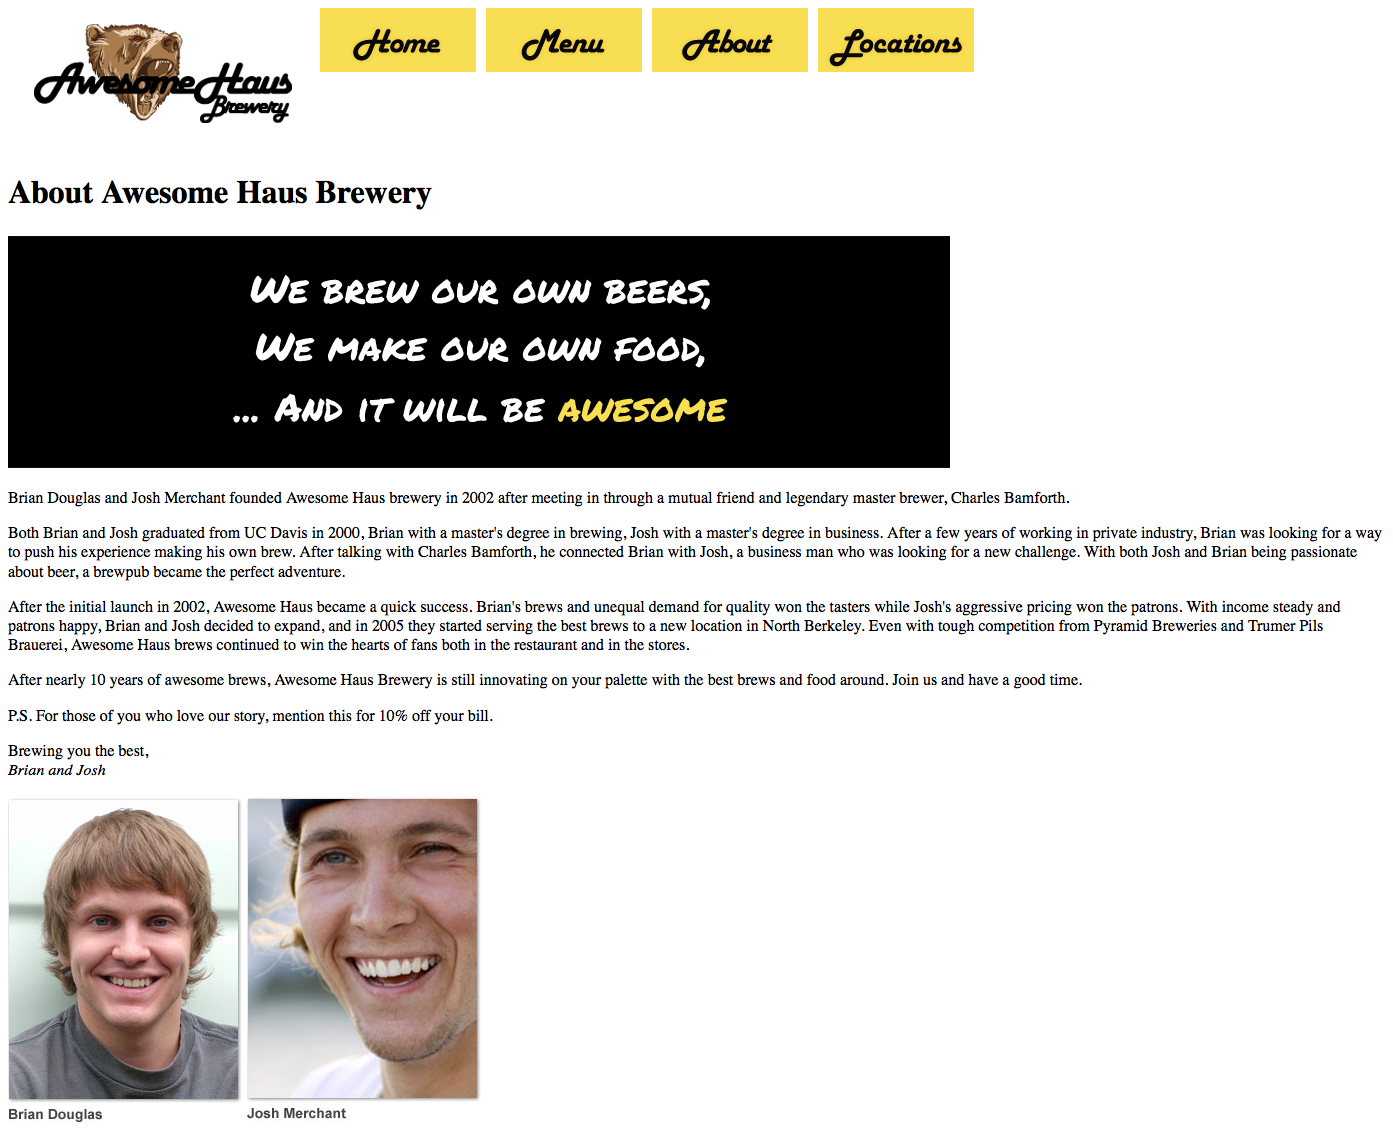 Awesome Haus
Brewery
Home Menu About Locations
About Awesome Haus Brewery
We brew our own beers,
We make our own food,
... And it will be awesome
Brian Douglas and Josh Merchant founded Awesome Haus brewery in 2002 after meeting in through a mutual friend and legendary master brewer, Charles Bamforth.
Both Brian and Josh graduated from UC Davis in 2000, Brian with a master's degree in brewing, Josh with a master's degree in business. After a few years of working in private industry, Brian was looking for a way
to push his experience making his own brew. After talking with Charles Bamforth, he connected Brian with Josh, a business man who was looking for a new challenge. With both Josh and Brian being passionate
about beer, a brewpub became the perfect adventure.
After the initial launch in 2002, Awesome Haus became a quick success. Brian's brews and unequal demand for quality won the tasters while Josh's aggressive pricing won the patrons. With income steady and
patrons happy, Brian and Josh decided to expand, and in 2005 they started serving the best brews to a new location in North Berkeley. Even with tough competition from Pyramid Breweries and Trumer Pils
Brauerei, Awesome Haus brews continued to win the hearts of fans both in the restaurant and in the stores.
After nearly 10 years of awesome brews, Awesome Haus Brewery is still innovating on your palette with the best brews and food around. Join us and have a good time.
P.S. For those of you who love our story, mention this for 10% off your bill.
Brewing you the best,
Brian and Josh
Brian Douglas
Josh Merchant